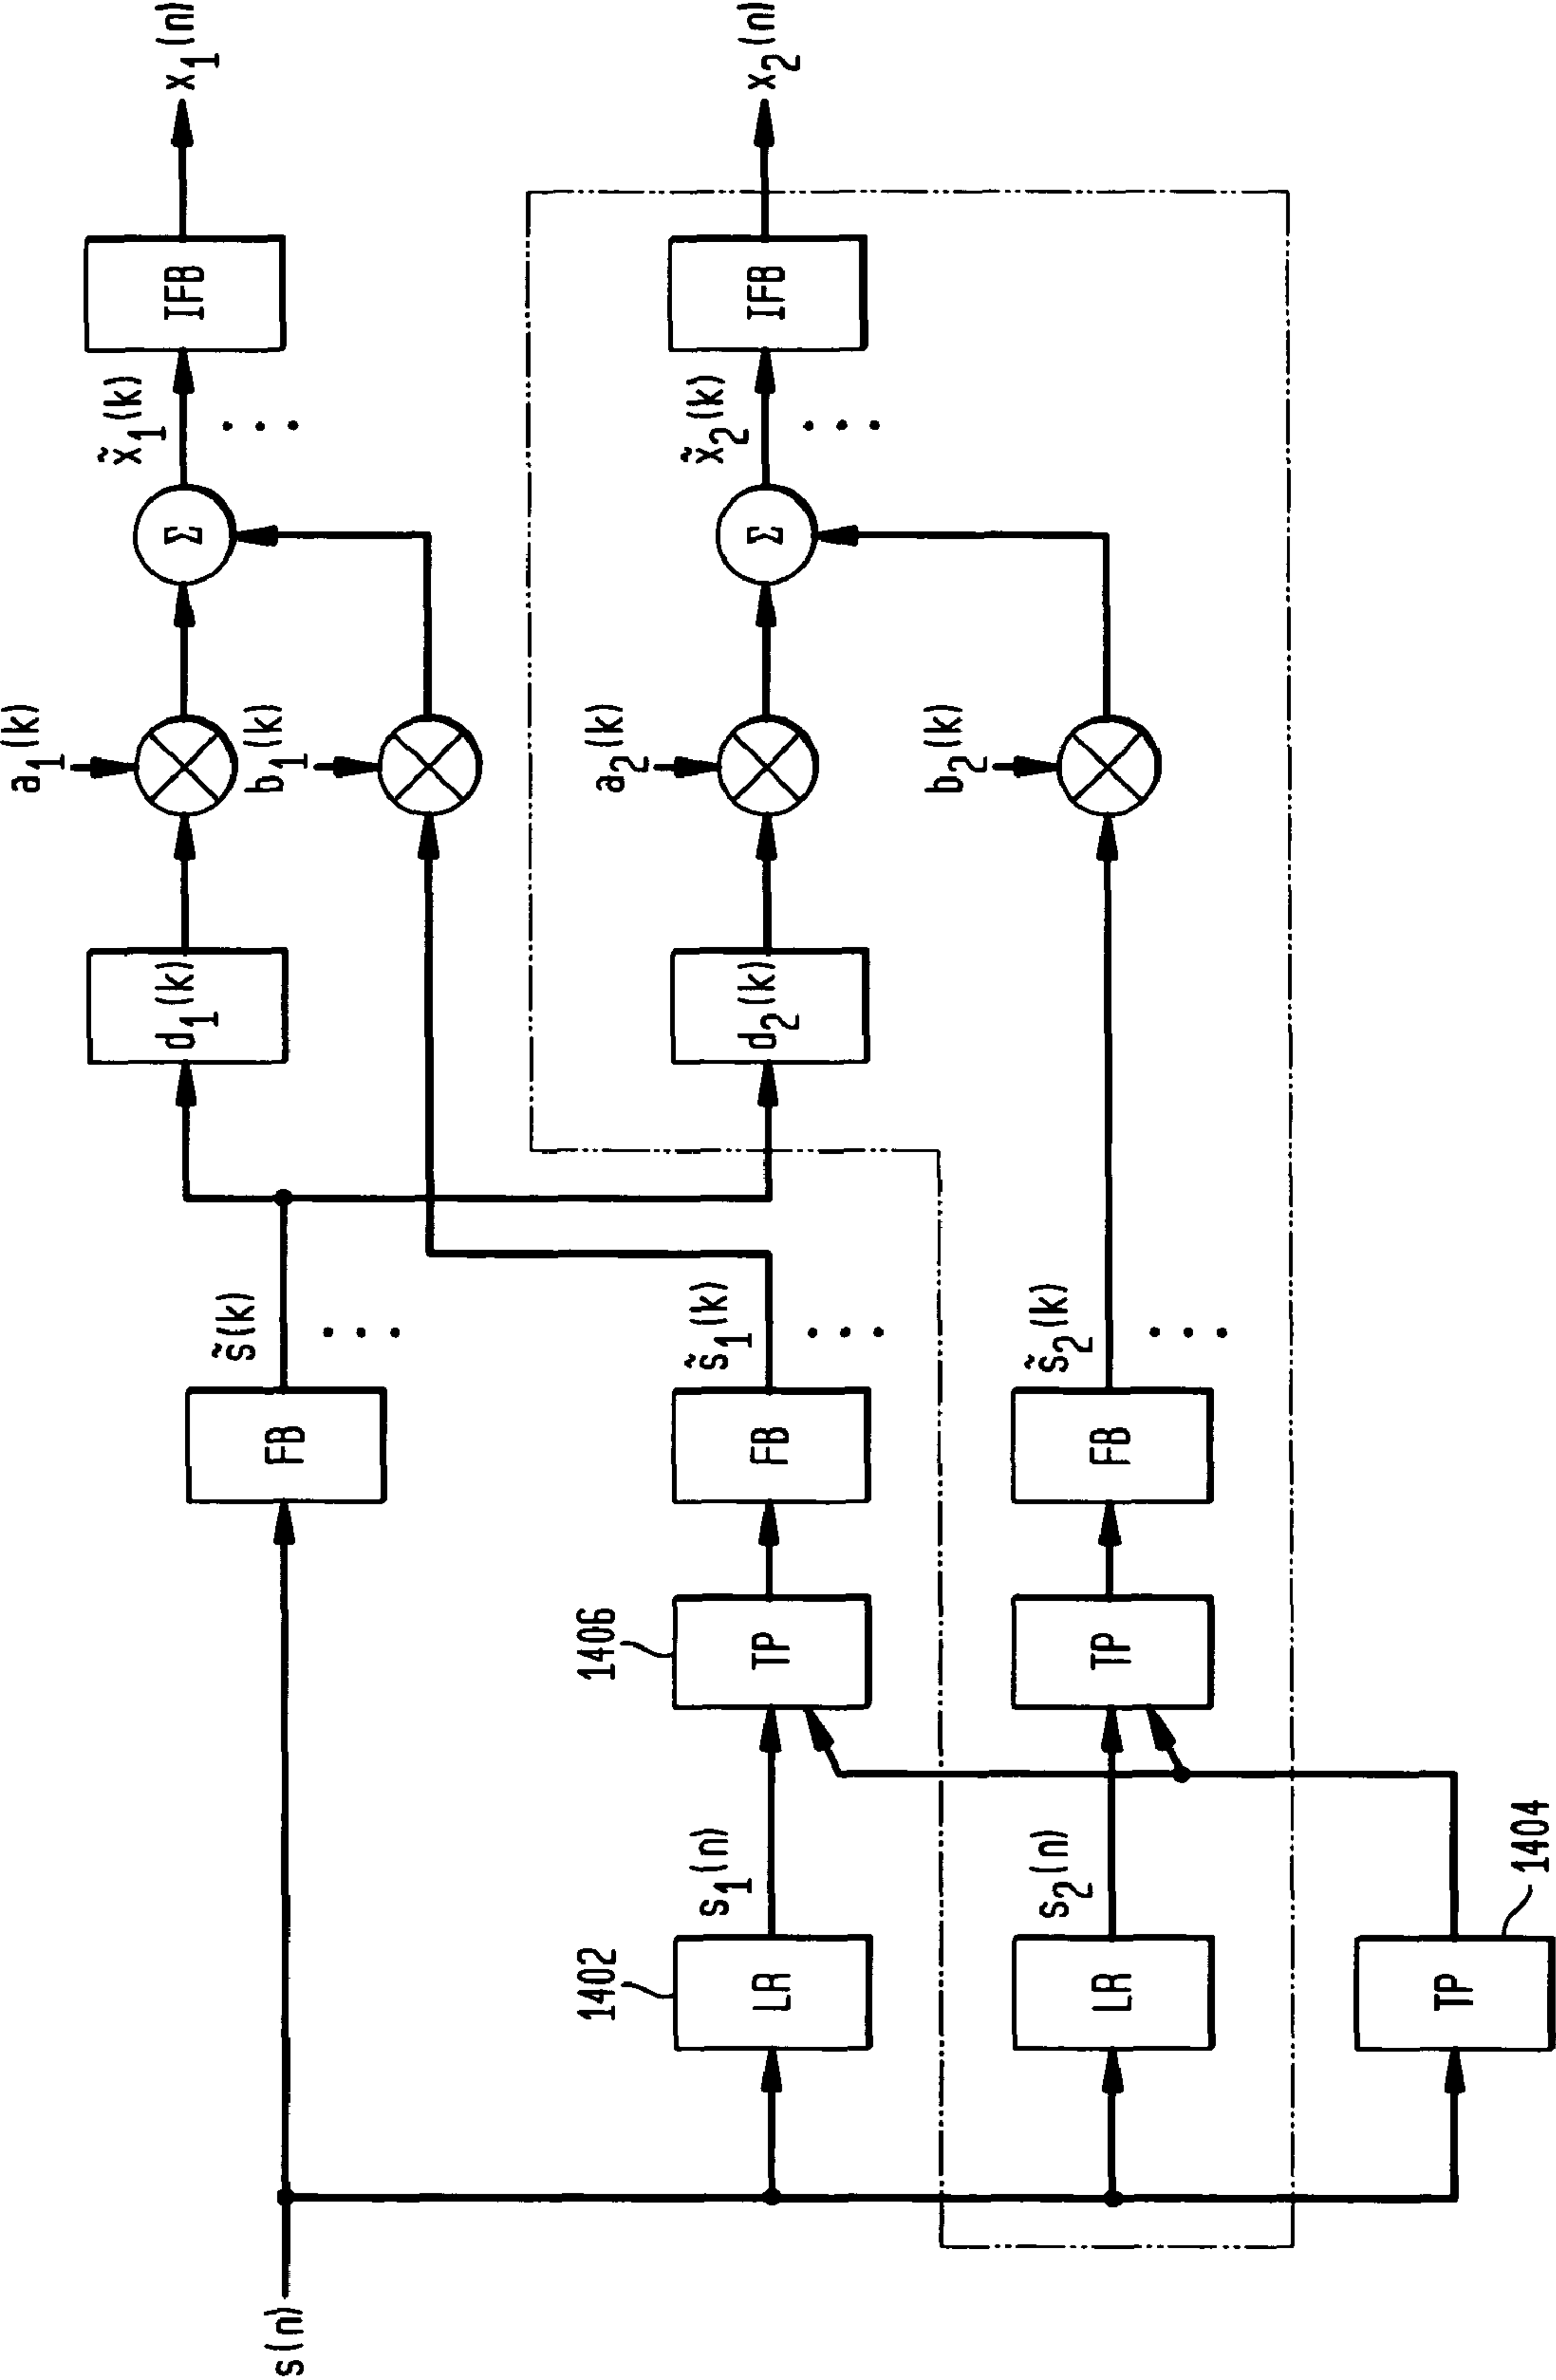 s(n)
FB
s̃(k)
d₁(k)
a₁(k)
b₁(k)
Σ
x̃₁(k)
...
IFB
x₁(n)
...
1402
LR
s₁(n)
1406
TP
FB
s̃₁(k)
...
d₂(k)
a₂(k)
Σ
x̃₂(k)
...
IFB
x₂(n)
LR
s₂(n)
TP
FB
s̃₂(k)
...
b₂(k)
TP
1404